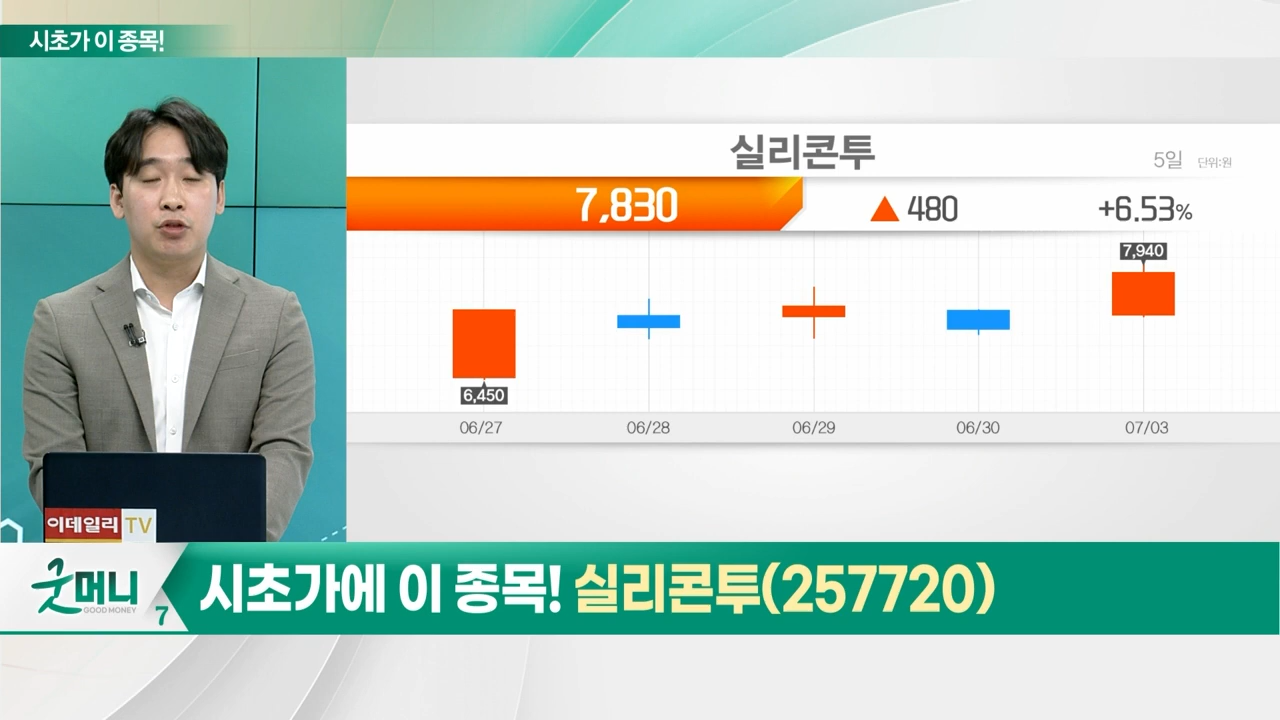 시초가 이 종목!
실리콘투
5일 단위:원
7,830 ▲ 480 +6.53%
7,940
6,450
06/27 06/28 06/29 06/30 07/03
이데일리 TV
굿머니
GOOD MONEY
7
시초가에 이 종목! 실리콘투(257720)